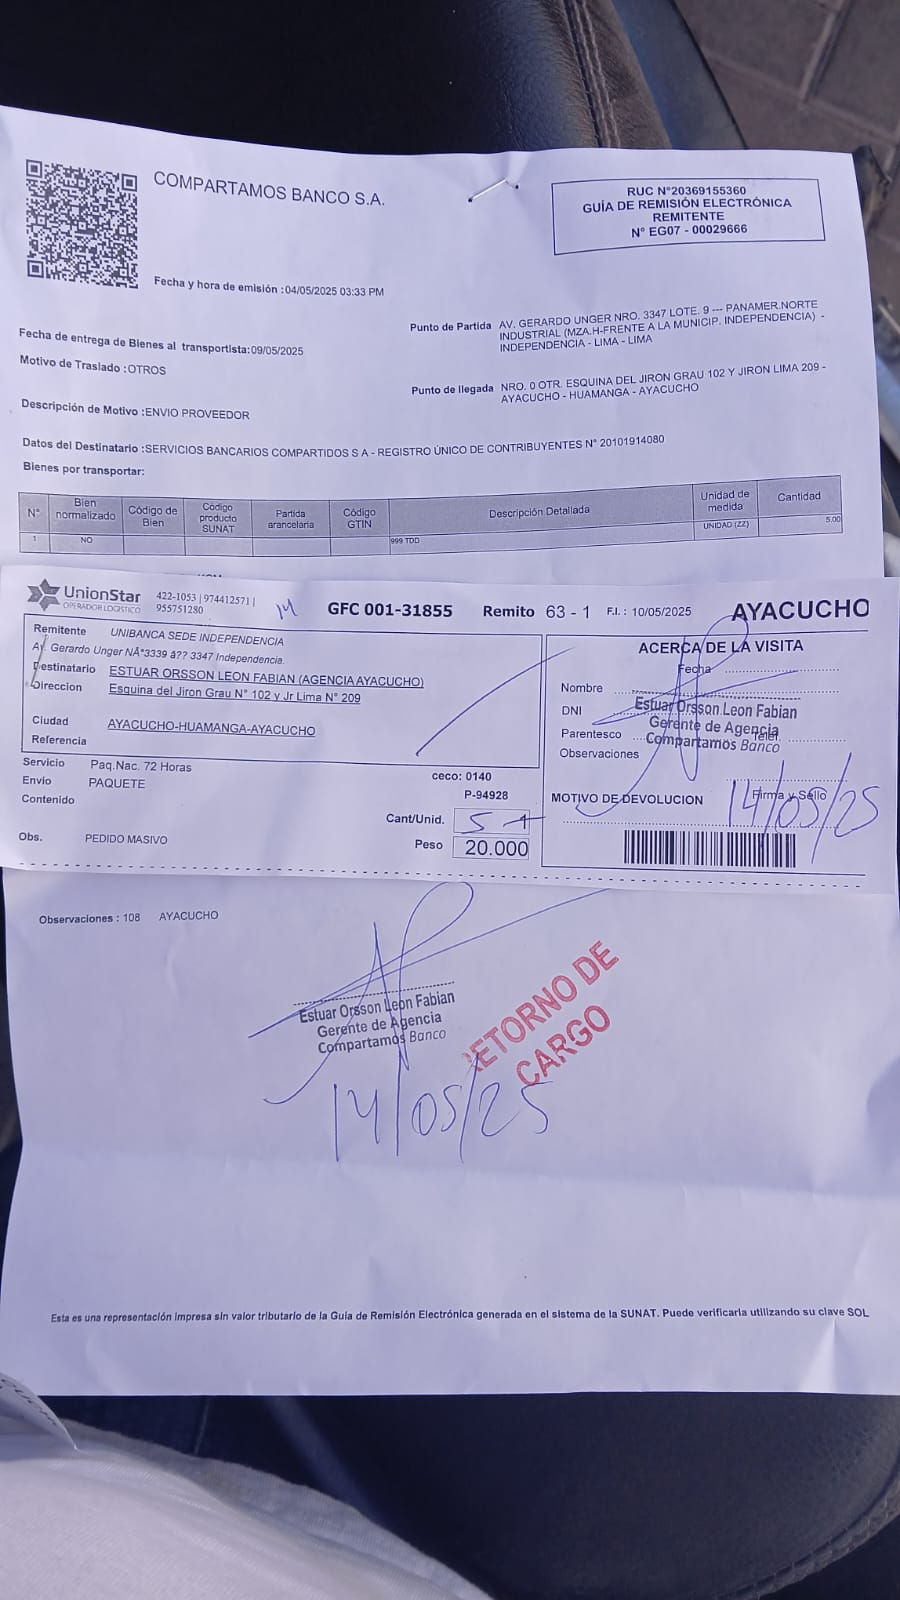 COMPARTAMOS BANCO S.A.
RUC N°20369155360
GUÍA DE REMISIÓN ELECTRÓNICA
REMITENTE
N° EG07 - 00029666
Fecha y hora de emisión :04/05/2025 03:33 PM
Fecha de entrega de Bienes al transportista:09/05/2025
Motivo de Traslado :OTROS
Descripción de Motivo :ENVIO PROVEEDOR
Punto de Partida AV. GERARDO UNGER NRO. 3347 LOTE. 9 --- PANAMER.NORTE
INDUSTRIAL (MZA.H-FRENTE A LA MUNICIP. INDEPENDENCIA) -
INDEPENDENCIA - LIMA - LIMA
Punto de llegada NRO. 0 OTR. ESQUINA DEL JIRON GRAU 102 Y JIRON LIMA 209 -
AYACUCHO - HUAMANGA - AYACUCHO
Datos del Destinatario :SERVICIOS BANCARIOS COMPARTIDOS S A - REGISTRO ÚNICO DE CONTRIBUYENTES N° 20101914080
Bienes por transportar:
N° Bien normalizado Código de Bien Código producto SUNAT Partida arancelaria Código GTIN Descripción Detallada Unidad de medida Cantidad
1 NO 999 TDD UNIDAD (ZZ) 5.00
UnionStar
OPERADOR LOGISTICO
422-1053 | 974412571 |
955751280
14
GFC 001-31855 Remito 63 - 1 F.I.: 10/05/2025 AYACUCHO
Remitente UNIBANCA SEDE INDEPENDENCIA
Av. Gerardo Unger NÂ°3339 â?? 3347 Independencia.
Destinatario ESTUAR ORSSON LEON FABIAN (AGENCIA AYACUCHO)
Direccion Esquina del Jiron Grau N° 102 y Jr Lima N° 209
Ciudad AYACUCHO-HUAMANGA-AYACUCHO
Referencia
Servicio Paq.Nac. 72 Horas
Envio PAQUETE
Contenido
Obs. PEDIDO MASIVO
ceco: 0140
P-94928
Cant/Unid. 5
Peso 20.000
ACERCA DE LA VISITA
Fecha
Nombre
DNI
Parentesco Telef.
Observaciones
Estuar Orsson Leon Fabian
Gerente de Agencia
Compartamos Banco
Firma y Sello
MOTIVO DE DEVOLUCION
14/05/25
Observaciones : 108 AYACUCHO
Estuar Orsson Leon Fabian
Gerente de Agencia
Compartamos Banco
RETORNO DE
CARGO
14/05/25
Esta es una representación impresa sin valor tributario de la Guía de Remisión Electrónica generada en el sistema de la SUNAT. Puede verificarla utilizando su clave SOL